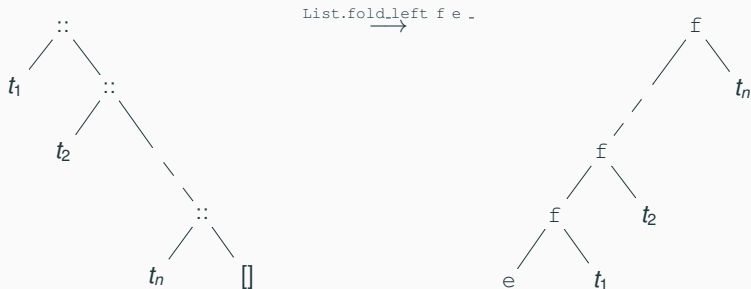 :: List.fold_left f e _ f
⟶
t₁ :: tₙ
t₂ f
:: f t₂
tₙ [] e t₁